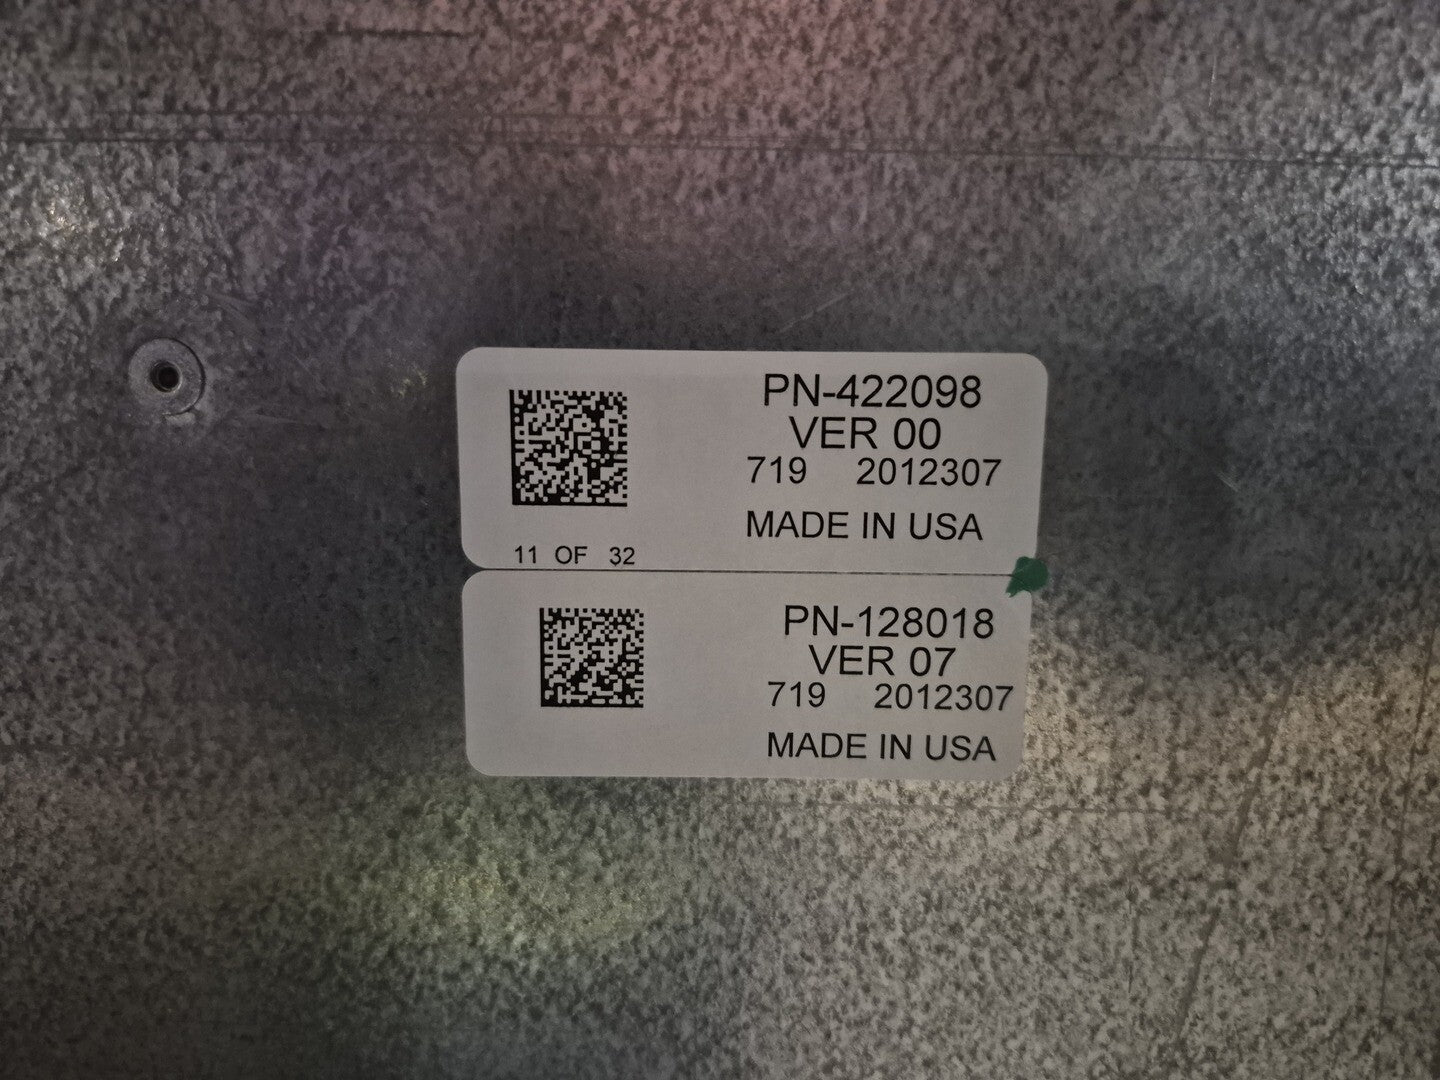 PN-422098
VER 00
719 2012307
MADE IN USA
11 OF 32
PN-128018
VER 07
719 2012307
MADE IN USA